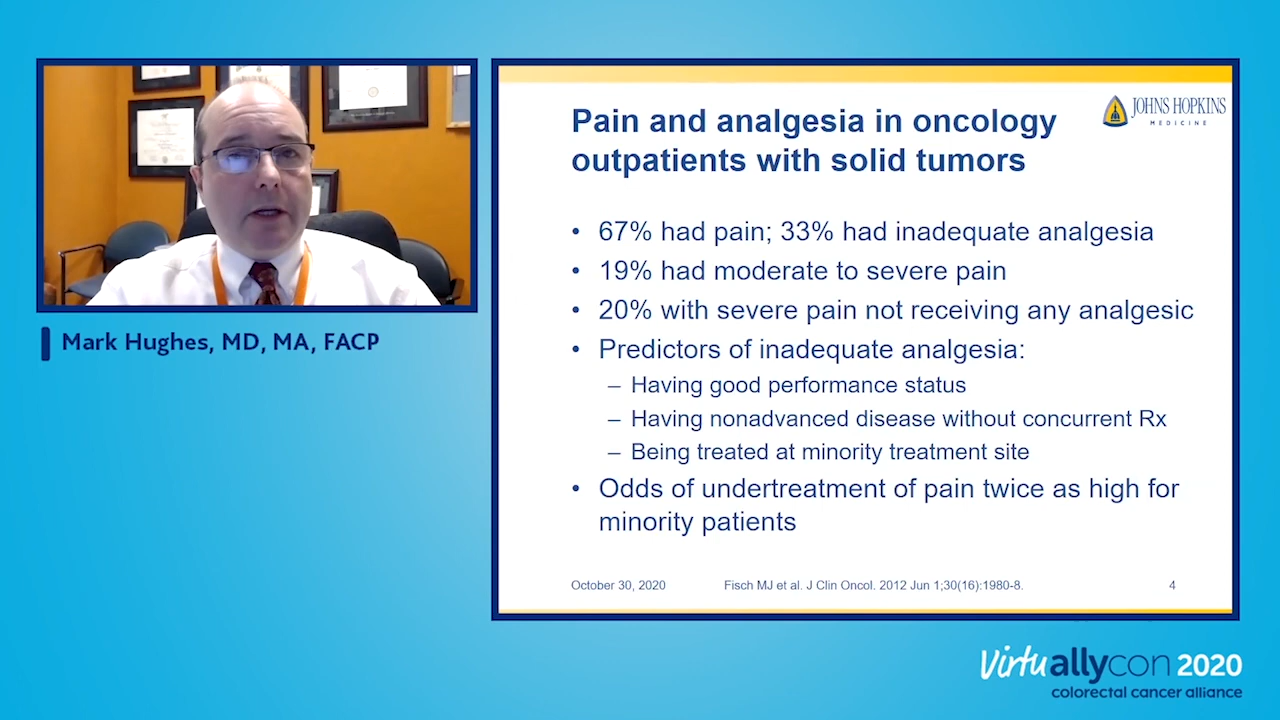 Pain and analgesia in oncology
outpatients with solid tumors
JOHNS HOPKINS
MEDICINE
• 67% had pain; 33% had inadequate analgesia
• 19% had moderate to severe pain
• 20% with severe pain not receiving any analgesic
• Predictors of inadequate analgesia:
– Having good performance status
– Having nonadvanced disease without concurrent Rx
– Being treated at minority treatment site
• Odds of undertreatment of pain twice as high for
minority patients
October 30, 2020 Fisch MJ et al. J Clin Oncol. 2012 Jun 1;30(16):1980-8. 4
Mark Hughes, MD, MA, FACP
Virtuallycon 2020
colorectal cancer alliance